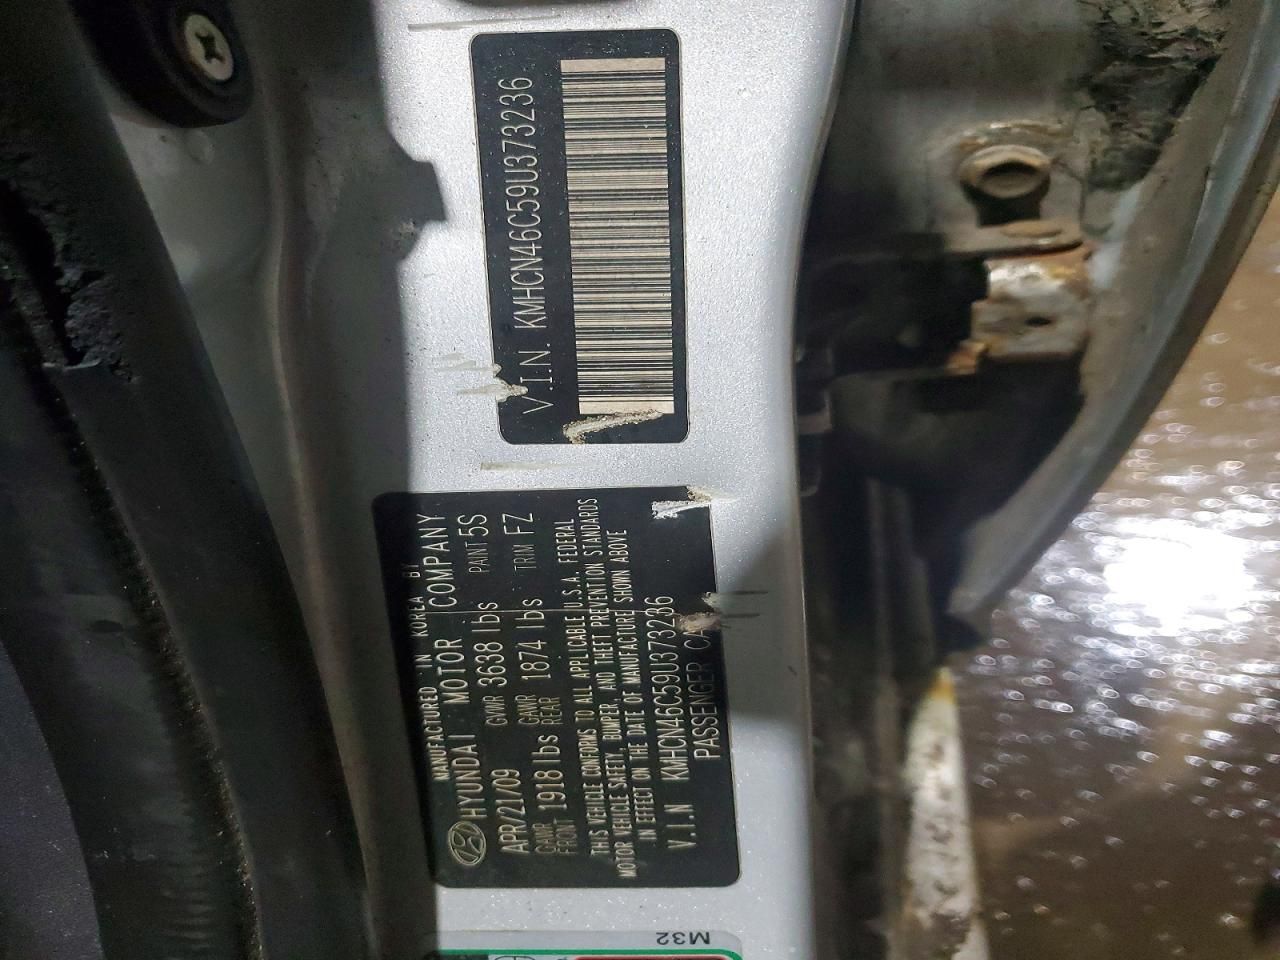 V.I.N. KMHCN46C59U373236
MANUFACTURED IN KOREA BY
HYUNDAI MOTOR COMPANY
APR/21/09 GVWR 3638 lbs PAINT 5S
GAWR FRONT 1918 lbs GAWR REAR 1874 lbs TRIM FZ
THIS VEHICLE CONFORMS TO ALL APPLICABLE U.S.A. FEDERAL
MOTOR VEHICLE SAFETY, BUMPER AND THEFT PREVENTION STANDARDS
IN EFFECT ON THE DATE OF MANUFACTURE SHOWN ABOVE
V.I.N KMHCN46C59U373236
PASSENGER
M32